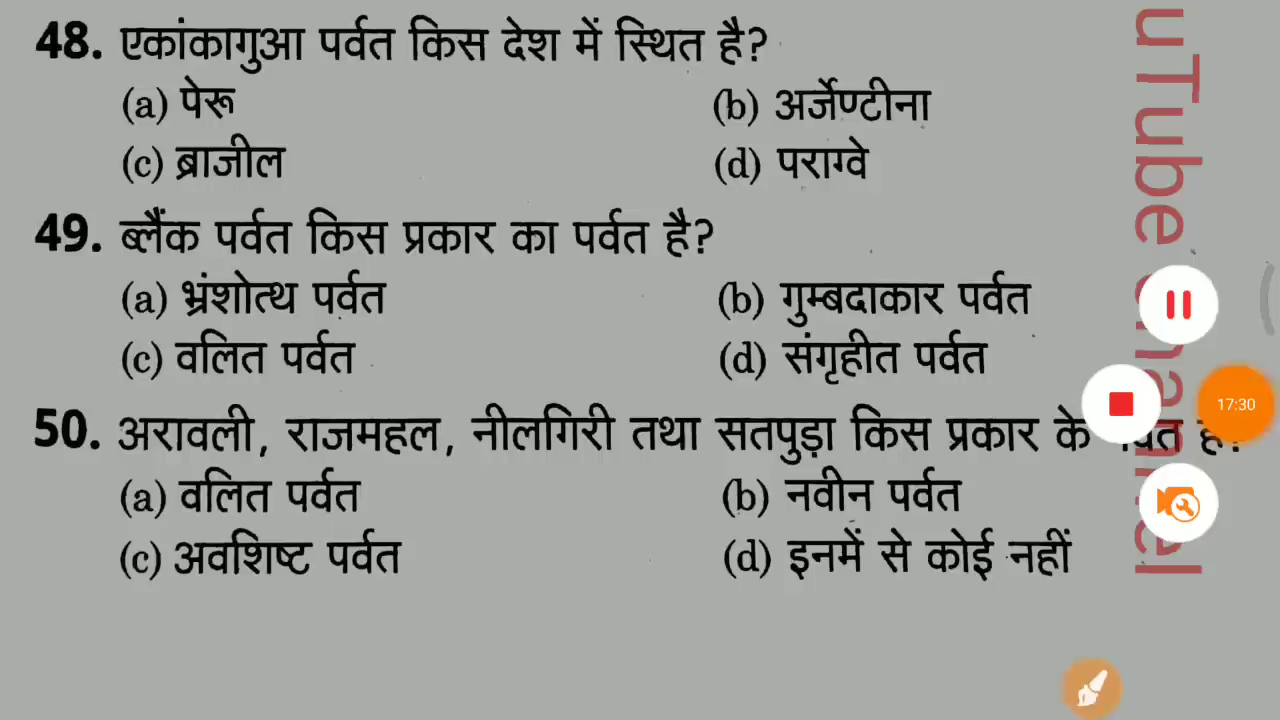 48. एकांकागुआ पर्वत किस देश में स्थित है?
(a) पेरू (b) अर्जेण्टीना
(c) ब्राजील (d) पराग्वे
49. ब्लैंक पर्वत किस प्रकार का पर्वत है?
(a) भ्रंशोत्थ पर्वत (b) गुम्बदाकार पर्वत
(c) वलित पर्वत (d) संगृहीत पर्वत
50. अरावली, राजमहल, नीलगिरी तथा सतपुड़ा किस प्रकार के
(a) वलित पर्वत (b) नवीन पर्वत
(c) अवशिष्ट पर्वत (d) इनमें से कोई नहीं
uTube
17:30